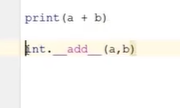 print(a + b)
int.__add__(a,b)